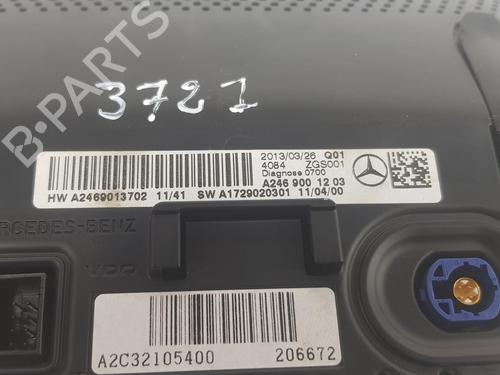 B-PARTS
3727
2013/03/26 Q01
4084 ZGS001
Diagnose 0700
A246 900 12 03
HW A2469013702 11/41 SW A1729020301 11/04/00
MERCEDES-BENZ
VDO
A2C32105400 206672